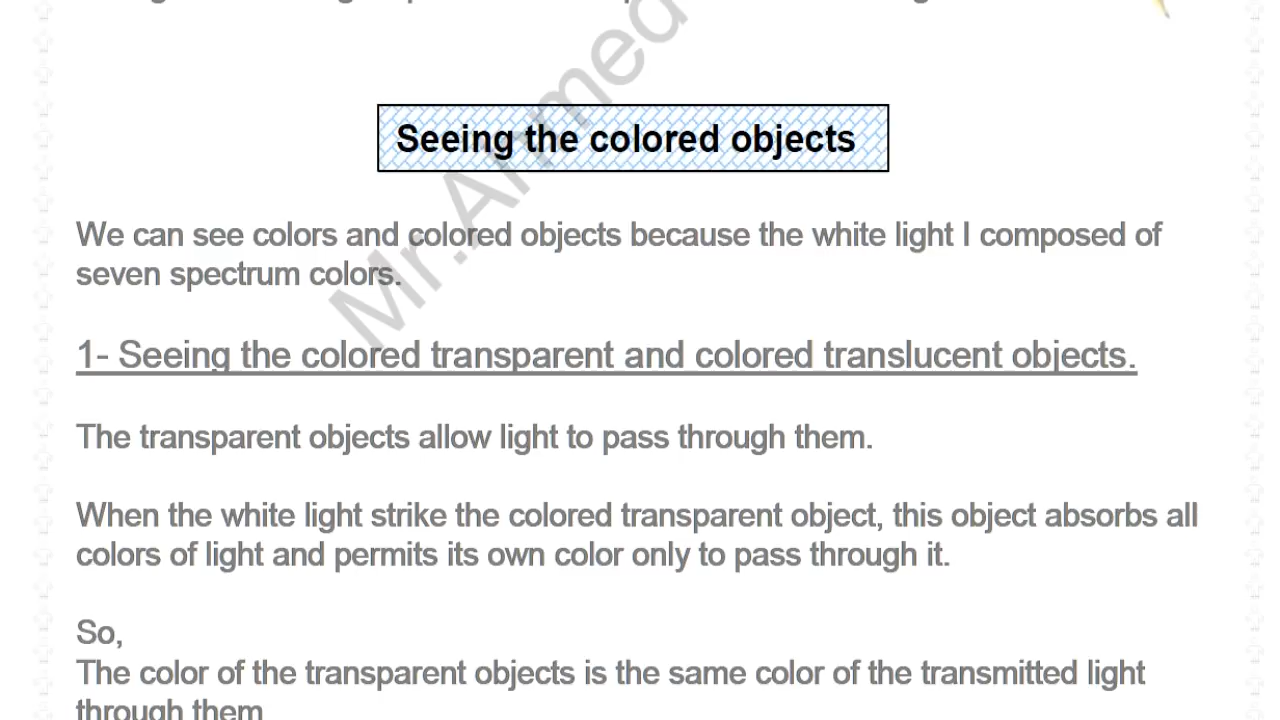 Seeing the colored objects
We can see colors and colored objects because the white light I composed of
seven spectrum colors.
1- Seeing the colored transparent and colored translucent objects.
The transparent objects allow light to pass through them.
When the white light strike the colored transparent object, this object absorbs all
colors of light and permits its own color only to pass through it.
So,
The color of the transparent objects is the same color of the transmitted light
through them
Mr.Ahmed